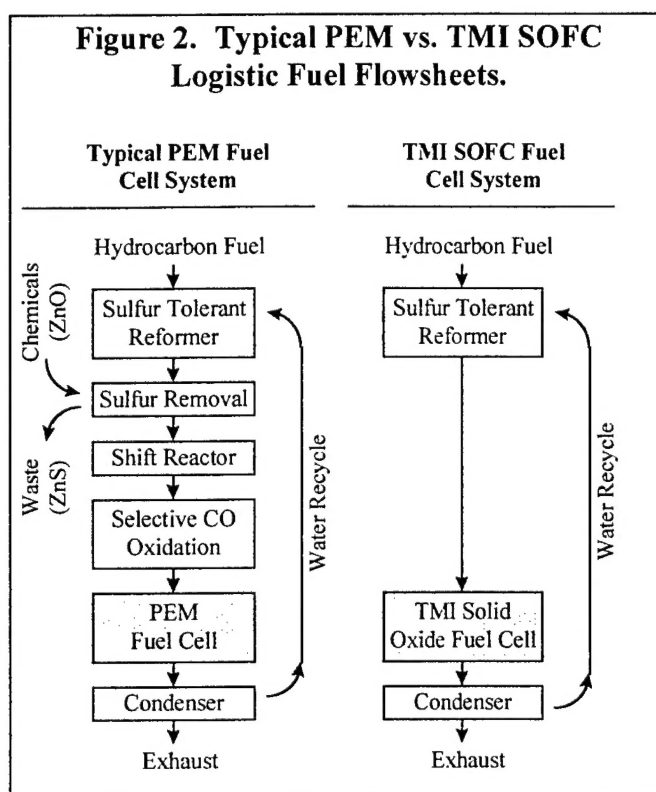 Figure 2. Typical PEM vs. TMI SOFC
Logistic Fuel Flowsheets.
Typical PEM Fuel
Cell System
Hydrocarbon Fuel
Chemicals
(ZnO)
Sulfur Tolerant
Reformer
Sulfur Removal
Waste
(ZnS)
Shift Reactor
Selective CO
Oxidation
PEM
Fuel Cell
Condenser
Exhaust
Water Recycle
TMI SOFC Fuel
Cell System
Hydrocarbon Fuel
Sulfur Tolerant
Reformer
TMI Solid
Oxide Fuel Cell
Condenser
Exhaust
Water Recycle